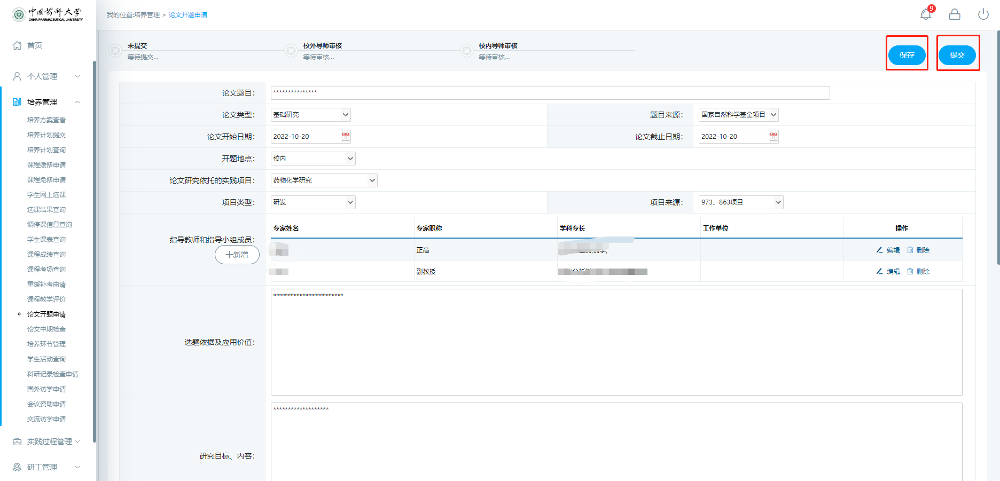 中国药科大学
CHINA PHARMACEUTICAL UNIVERSITY
我的位置:培养管理 > 论文开题申请
9
首页
个人管理
培养管理
培养方案查看
培养计划提交
培养计划查询
课程缓修申请
课程免修申请
学生网上选课
选课结果查询
调停课信息查询
学生课表查询
课程成绩查询
课程考场查询
重缓补考申请
课程教学评价
论文开题申请
论文中期检查
培养环节管理
学生活动查询
科研记录检查申请
国外访学申请
会议资助申请
交流访学申请
实践过程管理
研工管理
未提交
等待提交...
校外导师审核
等待审核...
校内导师审核
等待审核...
保存
提交
论文题目: ***************
论文类型: 基础研究 题目来源: 国家自然科学基金项目
论文开始日期: 2022-10-20 论文截止日期: 2022-10-20
开题地点: 校内
论文研究依托的实践项目: 药物化学研究
项目类型: 研发 项目来源: 973、863项目
指导教师和指导小组成员:
新增
专家姓名 专家职称 学科专长 工作单位 操作
正高 编辑 删除
副教授 编辑 删除
选题依据及应用价值: ************************
研究目标、内容: *******************